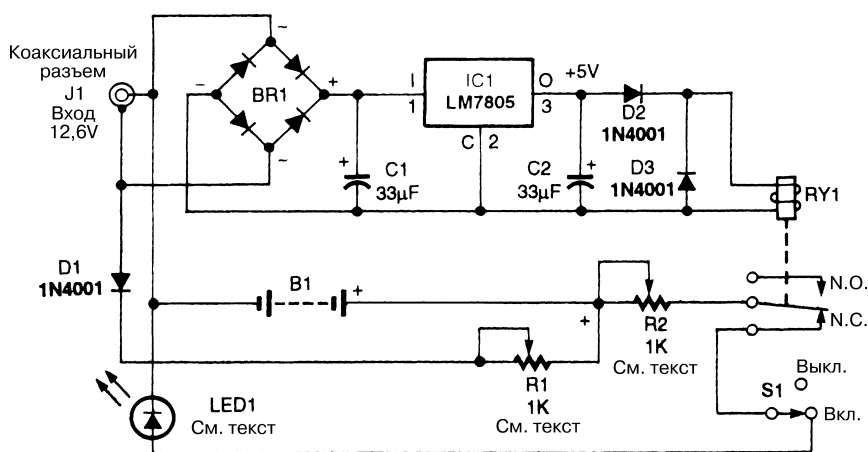 Коаксиальный
разъем
J1
Вход
12,6V
~
−
+
~
BR1
I
1
IC1
LM7805
O
3
+5V
C
2
D2
1N4001
D3
1N4001
+
C1
33µF
C2
33µF
+
RY1
D1
1N4001
B1
+
+
R2
1K
См. текст
N.O.
N.C.
R1
1K
См. текст
S1
Выкл.
Вкл.
LED1
См. текст